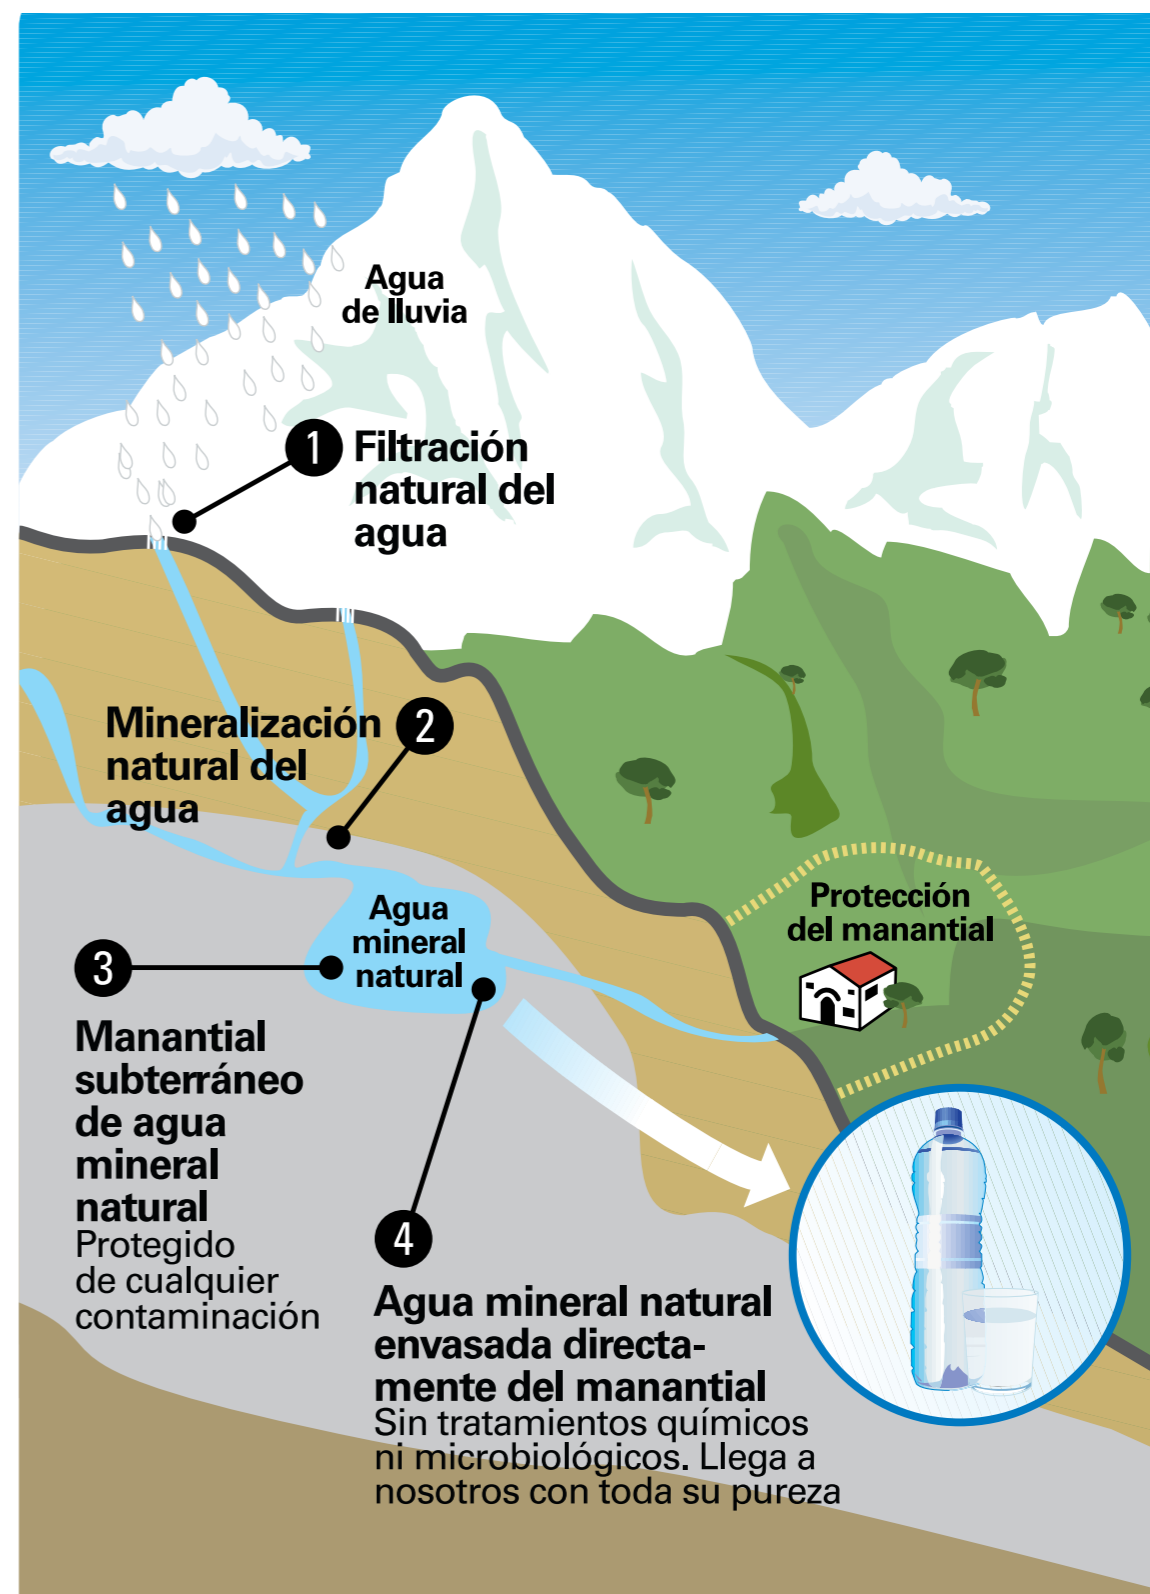 Agua
de lluvia
1
Filtración
natural del
agua
Mineralización
natural del
agua
2
Agua
mineral
natural
Protección
del manantial
3
Manantial
subterráneo
de agua
mineral
natural
Protegido
de cualquier
contaminación
4
Agua mineral natural
envasada directa-
mente del manantial
Sin tratamientos químicos
ni microbiológicos. Llega a
nosotros con toda su pureza